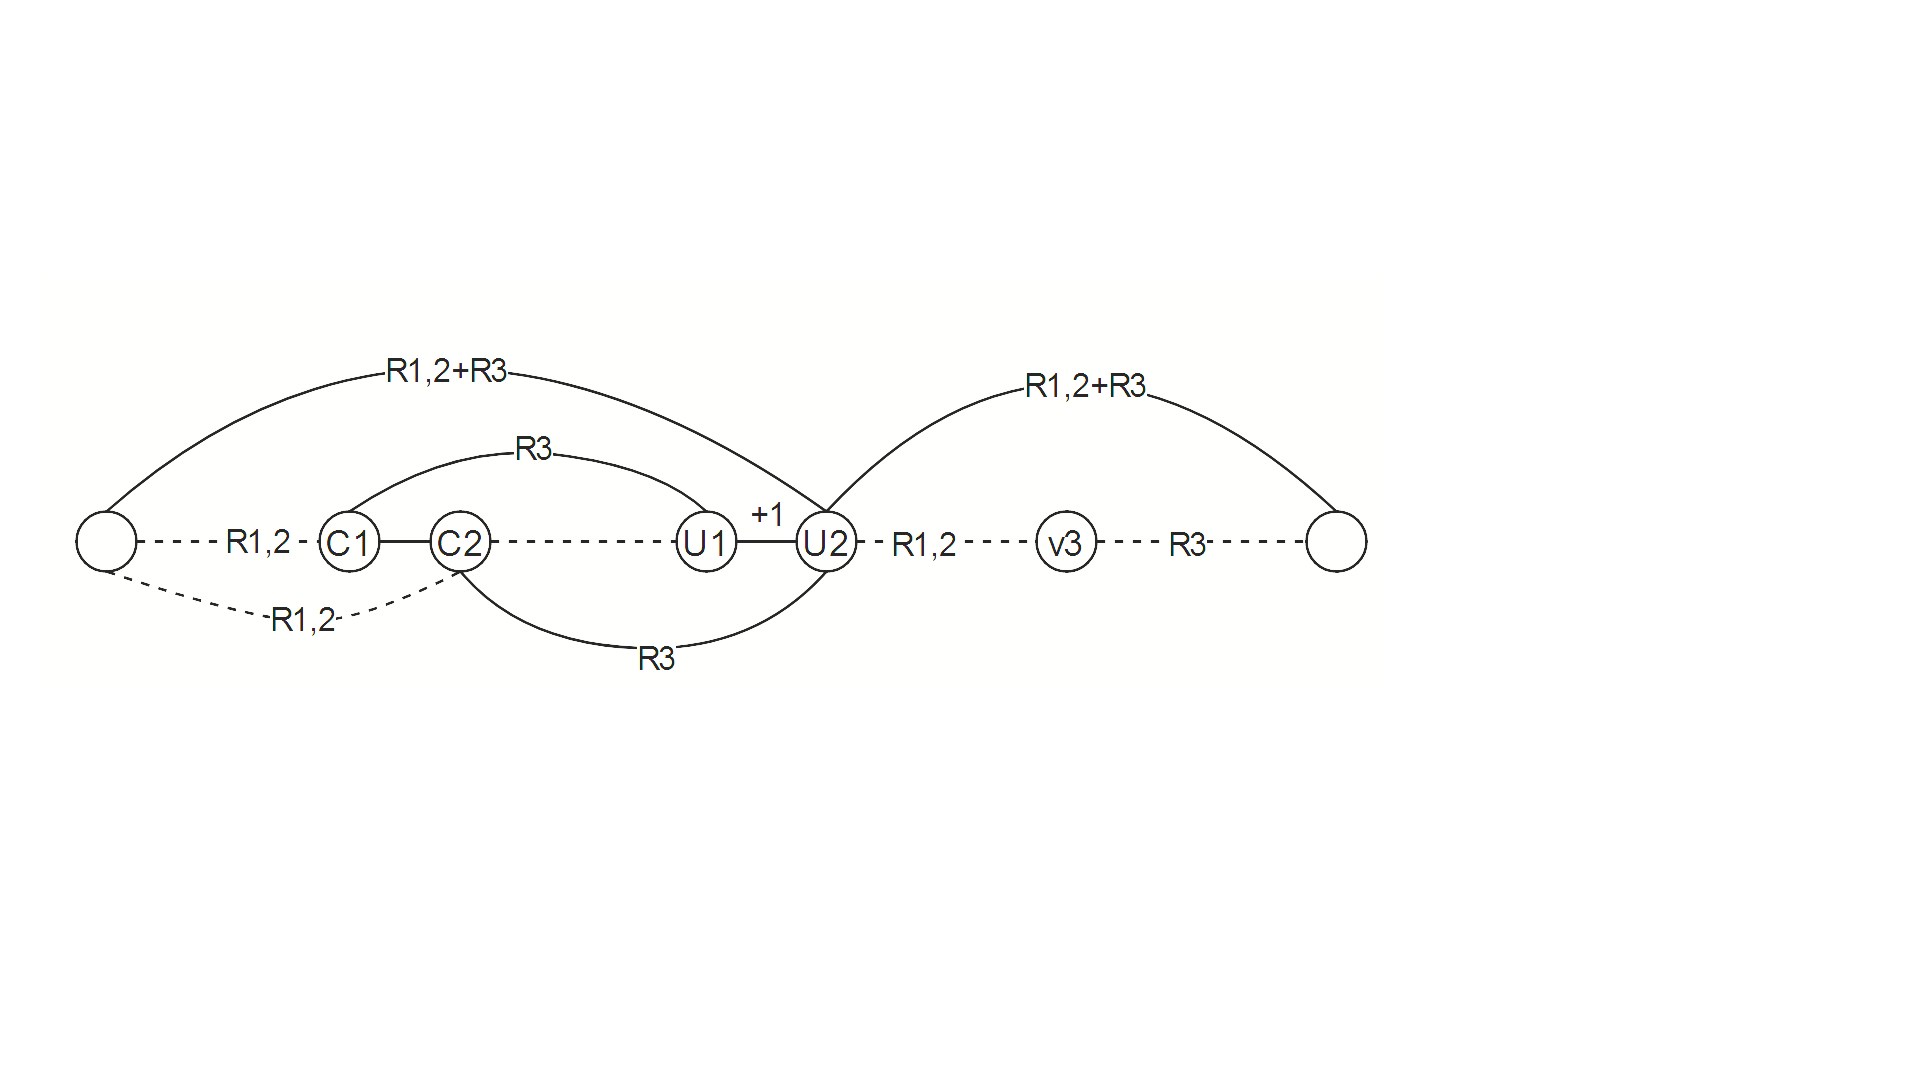 R1,2+R3
R1,2+R3
R3
+1
R1,2
C1
C2
U1
U2
R1,2
v3
R3
R1,2
R3